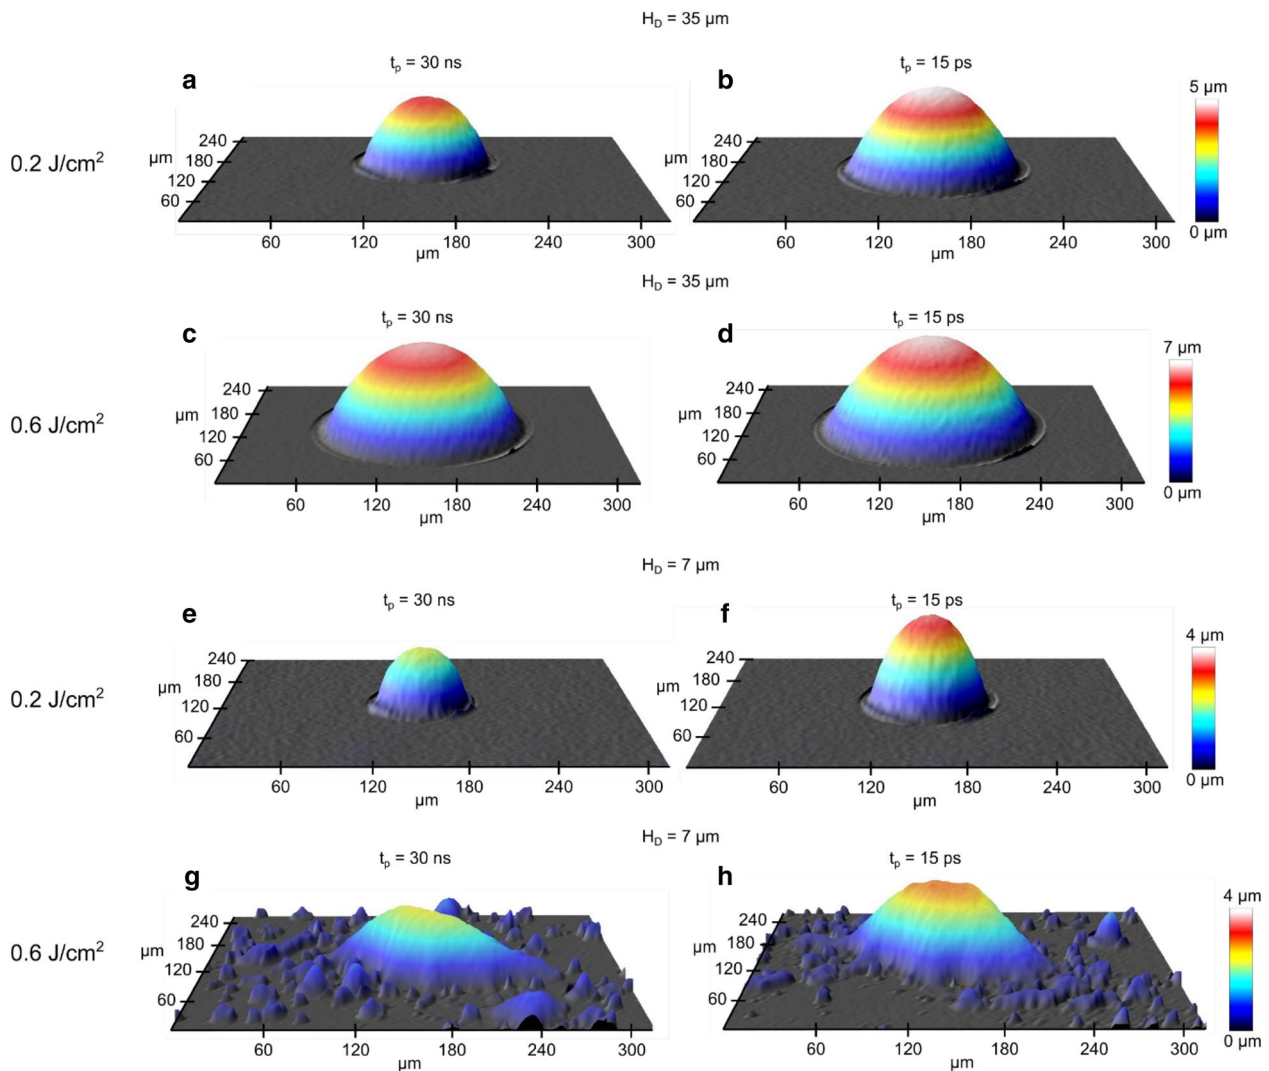 H_D = 35 µm
t_p = 30 ns
t_p = 15 ps
a
b
5 µm
0.2 J/cm²
240
µm 180
120
60
240
µm 180
120
60
0 µm
60 120 180 240 300
µm
60 120 180 240 300
µm
H_D = 35 µm
t_p = 30 ns
t_p = 15 ps
c
d
7 µm
0.6 J/cm²
240
µm 180
120
60
240
µm 180
120
60
0 µm
60 120 180 240 300
µm
60 120 180 240 300
µm
H_D = 7 µm
t_p = 30 ns
t_p = 15 ps
e
f
4 µm
0.2 J/cm²
240
µm 180
120
60
240
µm 180
120
60
0 µm
60 120 180 240 300
µm
60 120 180 240 300
µm
H_D = 7 µm
t_p = 30 ns
t_p = 15 ps
g
h
4 µm
0.6 J/cm²
240
µm 180
120
60
240
µm 180
120
60
0 µm
60 120 180 240 300
µm
60 120 180 240 300
µm